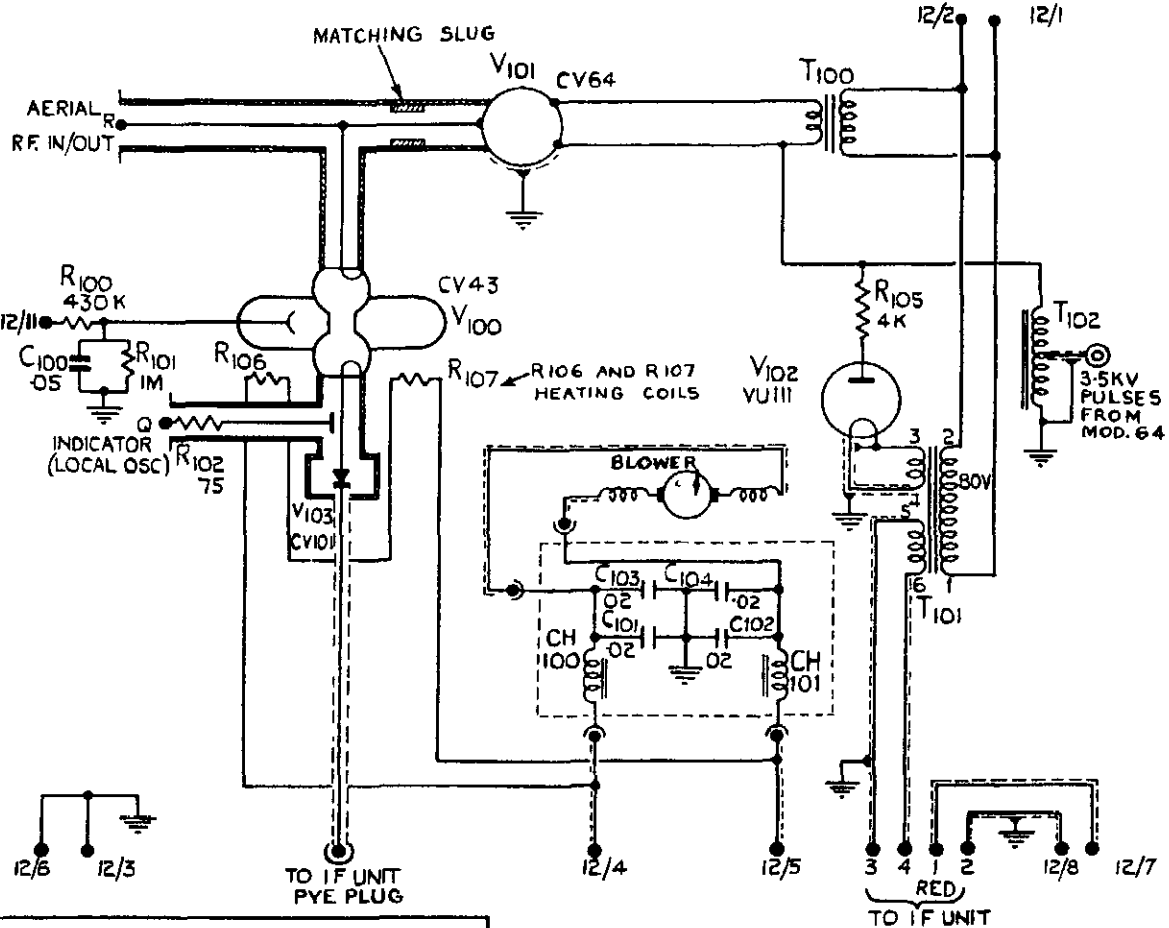 12/2
12/1
MATCHING SLUG
V101
CV64
T100
AERIAL
R
R.F. IN/OUT
R100
430K
12/11
C100
.05
R101
1M
CV43
V100
R106
R107
R106 AND R107
HEATING COILS
R105
4K
T102
V102
VU111
3·5KV
PULSES
FROM
MOD. 64
Q
INDICATOR
(LOCAL OSC)
R102
75
BLOWER
3
2
80V
4
5
6
1
T101
V103
CV101
C103
.02
C104
.02
C101
.02
C102
.02
CH
100
CH
101
12/6
12/3
TO I F UNIT
PYE PLUG
12/4
12/5
3
4
1
2
12/8
12/7
RED
TO I F UNIT